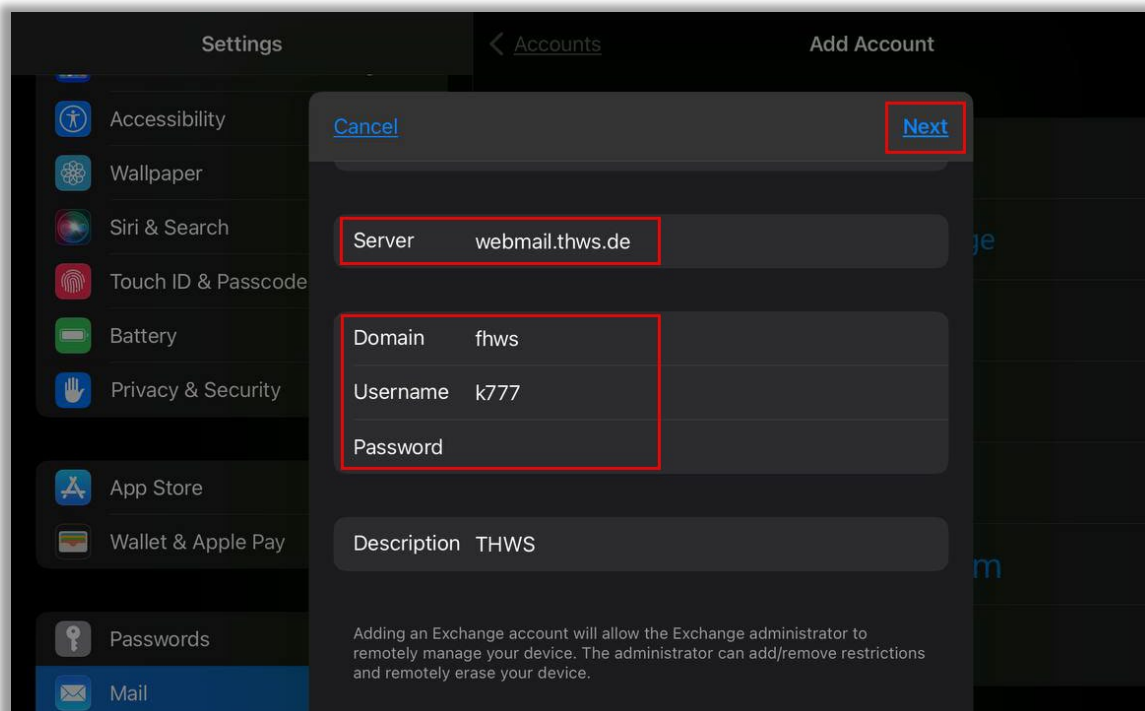 Settings
Accounts
Add Account
Accessibility
Wallpaper
Siri & Search
Touch ID & Passcode
Battery
Privacy & Security
App Store
Wallet & Apple Pay
Passwords
Mail
Cancel
Next
Server webmail.thws.de
Domain fhws
Username k777
Password
Description THWS
Adding an Exchange account will allow the Exchange administrator to
remotely manage your device. The administrator can add/remove restrictions
and remotely erase your device.